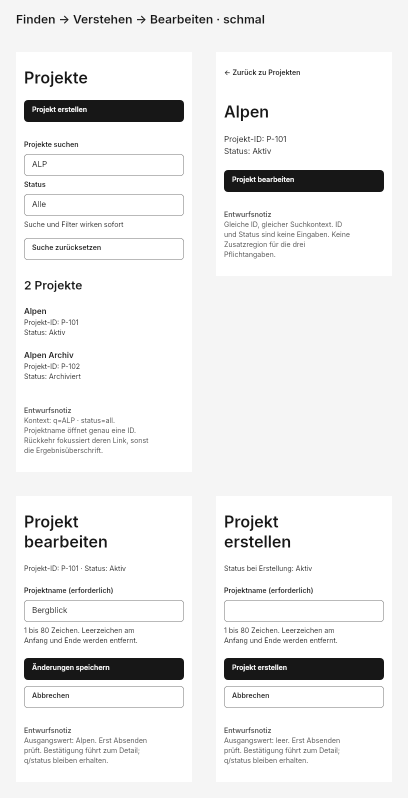 Finden → Verstehen → Bearbeiten · schmal
Projekte
Projekt erstellen
Projekte suchen
ALP
Status
Alle
Suche und Filter wirken sofort
Suche zurücksetzen
2 Projekte
Alpen
Projekt-ID: P-101
Status: Aktiv
Alpen Archiv
Projekt-ID: P-102
Status: Archiviert
Entwurfsnotiz
Kontext: q=ALP · status=all.
Projektname öffnet genau eine ID.
Rückkehr fokussiert deren Link, sonst
die Ergebnisüberschrift.
← Zurück zu Projekten
Alpen
Projekt-ID: P-101
Status: Aktiv
Projekt bearbeiten
Entwurfsnotiz
Gleiche ID, gleicher Suchkontext. ID
und Status sind keine Eingaben. Keine
Zusatzregion für die drei
Pflichtangaben.
Projekt
bearbeiten
Projekt-ID: P-101 · Status: Aktiv
Projektname (erforderlich)
Bergblick
1 bis 80 Zeichen. Leerzeichen am
Anfang und Ende werden entfernt.
Änderungen speichern
Abbrechen
Entwurfsnotiz
Ausgangswert: Alpen. Erst Absenden
prüft. Bestätigung führt zum Detail;
q/status bleiben erhalten.
Projekt
erstellen
Status bei Erstellung: Aktiv
Projektname (erforderlich)
1 bis 80 Zeichen. Leerzeichen am
Anfang und Ende werden entfernt.
Projekt erstellen
Abbrechen
Entwurfsnotiz
Ausgangswert: leer. Erst Absenden
prüft. Bestätigung führt zum Detail;
q/status bleiben erhalten.